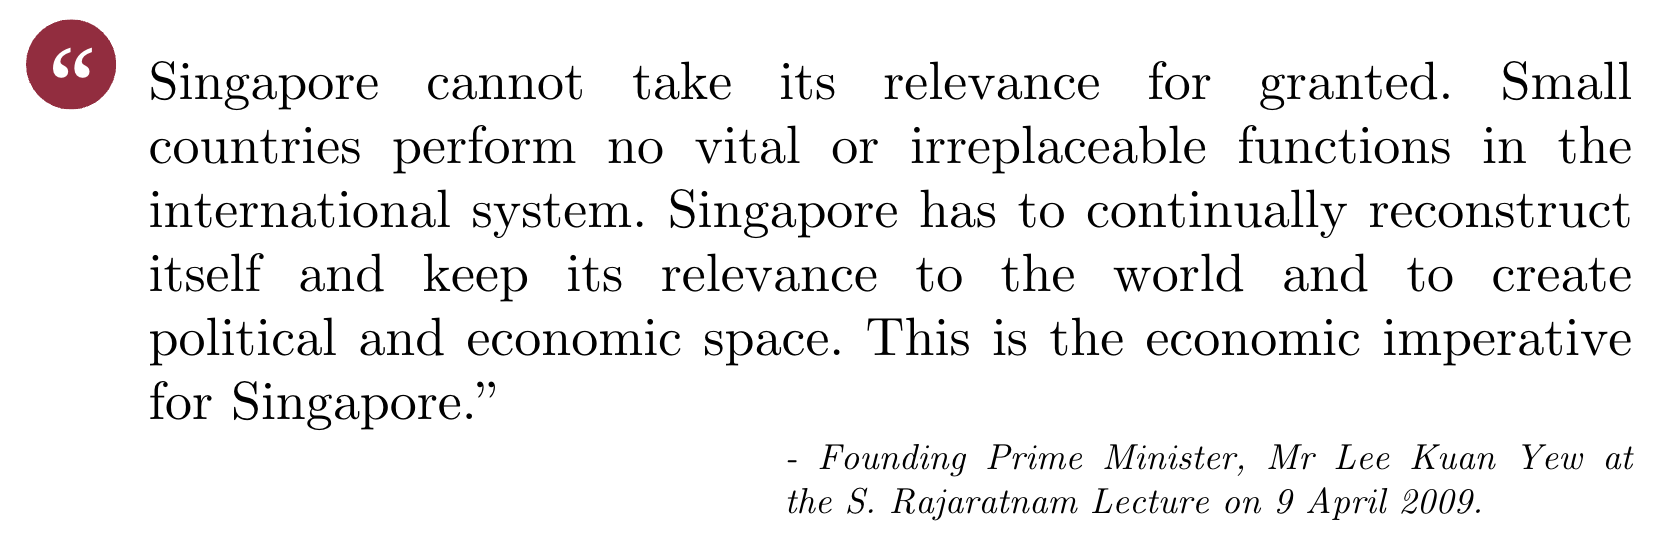 “ Singapore cannot take its relevance for granted. Small
countries perform no vital or irreplaceable functions in the
international system. Singapore has to continually reconstruct
itself and keep its relevance to the world and to create
political and economic space. This is the economic imperative
for Singapore.”
- Founding Prime Minister, Mr Lee Kuan Yew at
the S. Rajaratnam Lecture on 9 April 2009.